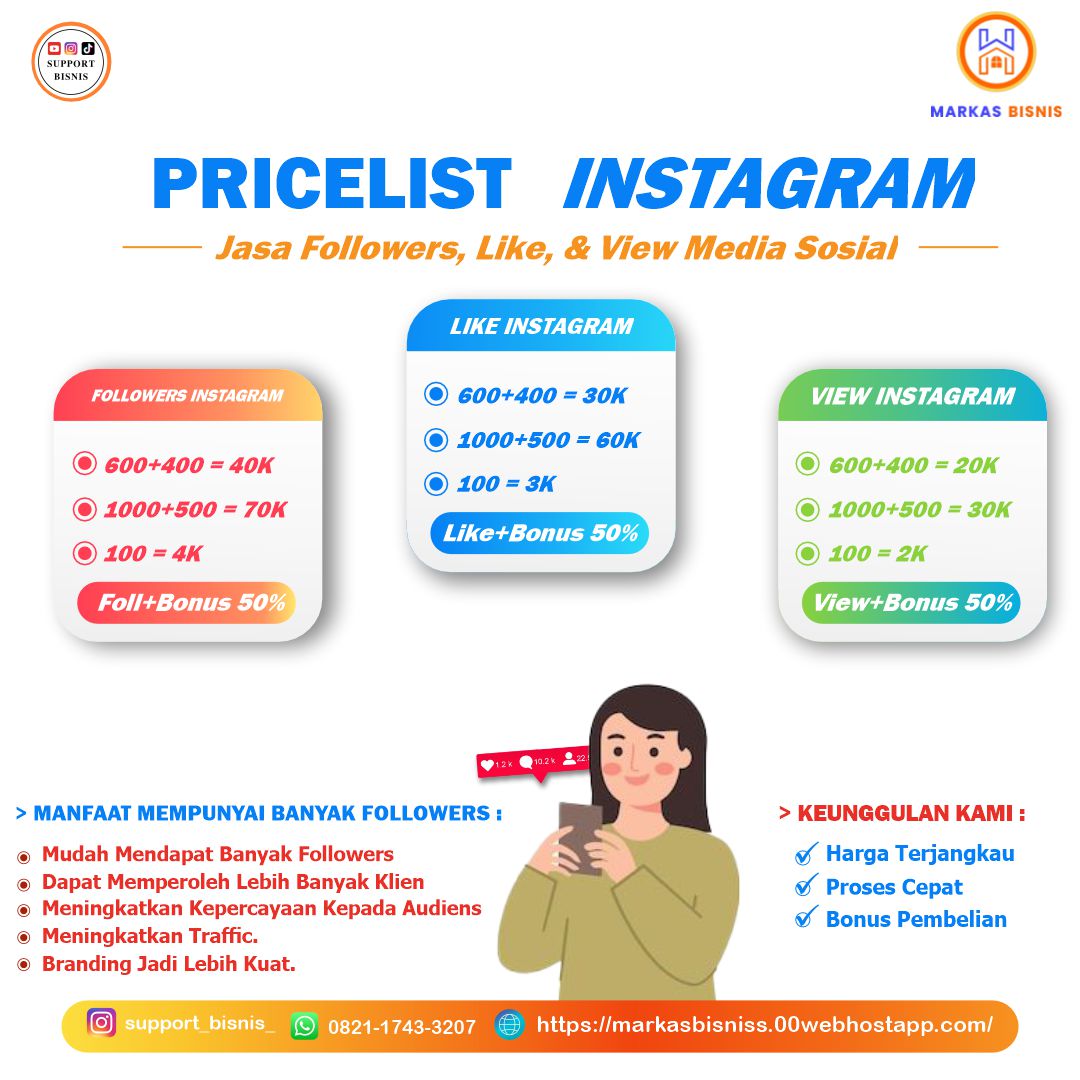 SUPPORT
BISNIS
MARKAS BISNIS
PRICELIST INSTAGRAM
Jasa Followers, Like, & View Media Sosial
FOLLOWERS INSTAGRAM
600+400 = 40K
1000+500 = 70K
100 = 4K
Foll+Bonus 50%
LIKE INSTAGRAM
600+400 = 30K
1000+500 = 60K
100 = 3K
Like+Bonus 50%
VIEW INSTAGRAM
600+400 = 20K
1000+500 = 30K
100 = 2K
View+Bonus 50%
1.2 k 10.2 k
> MANFAAT MEMPUNYAI BANYAK FOLLOWERS :
Mudah Mendapat Banyak Followers
Dapat Memperoleh Lebih Banyak Klien
Meningkatkan Kepercayaan Kepada Audiens
Meningkatkan Traffic.
Branding Jadi Lebih Kuat.
> KEUNGGULAN KAMI :
Harga Terjangkau
Proses Cepat
Bonus Pembelian
support_bisnis_ 0821-1743-3207 https://markasbisniss.00webhostapp.com/